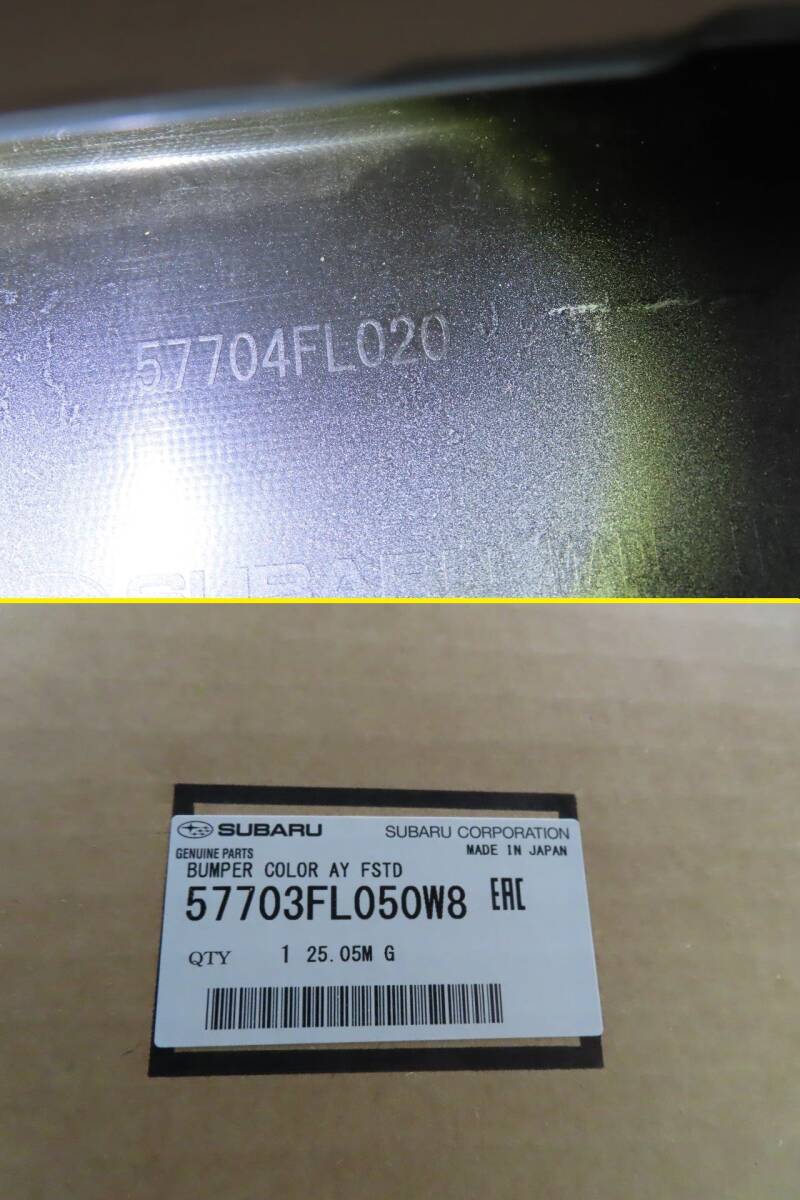 57704FL020
SUBARU
SUBARU SUBARU CORPORATION
GENUINE PARTS MADE IN JAPAN
BUMPER COLOR AY FSTD
57703FL050W8 EAC
QTY 1 25.05M G